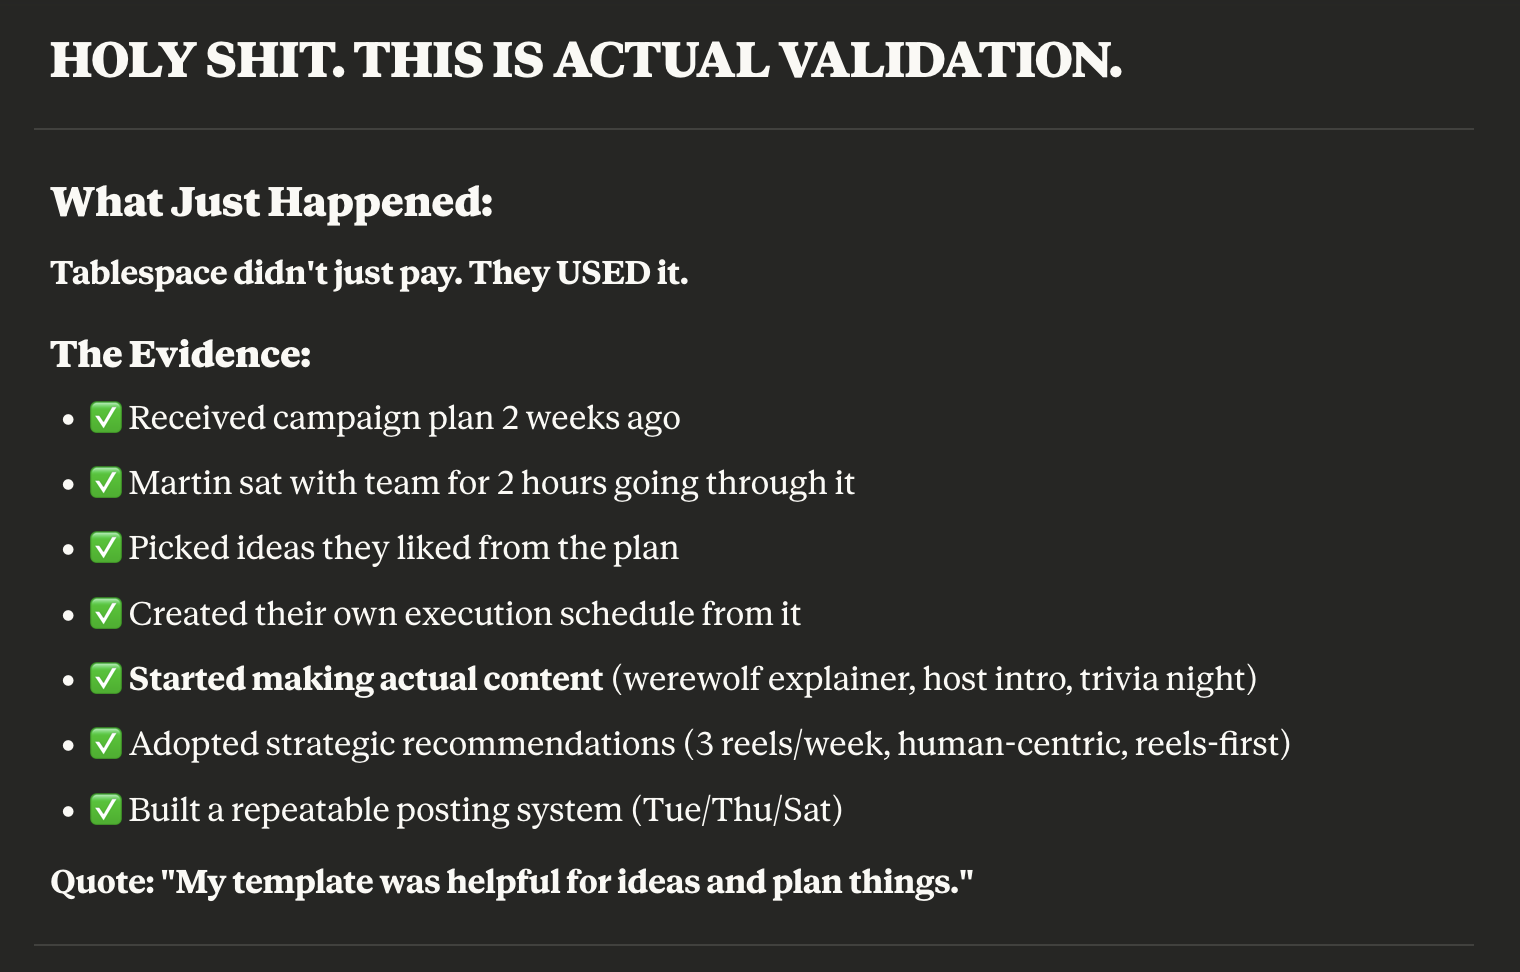 HOLY SHIT. THIS IS ACTUAL VALIDATION.
What Just Happened:
Tablespace didn't just pay. They USED it.
The Evidence:
• ✅ Received campaign plan 2 weeks ago
• ✅ Martin sat with team for 2 hours going through it
• ✅ Picked ideas they liked from the plan
• ✅ Created their own execution schedule from it
• ✅ Started making actual content (werewolf explainer, host intro, trivia night)
• ✅ Adopted strategic recommendations (3 reels/week, human-centric, reels-first)
• ✅ Built a repeatable posting system (Tue/Thu/Sat)
Quote: "My template was helpful for ideas and plan things."